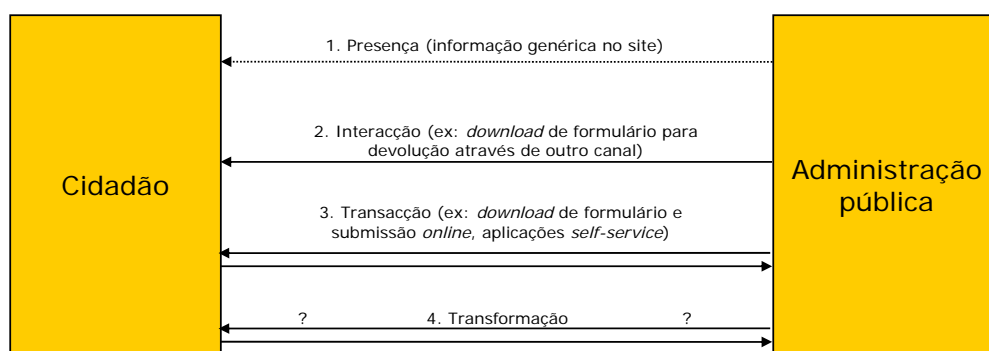 1. Presença (informação genérica no site)
2. Interacção (ex: download de formulário para
devolução através de outro canal)
Cidadão
Administração
pública
3. Transacção (ex: download de formulário e
submissão online, aplicações self-service)
? 4. Transformação ?